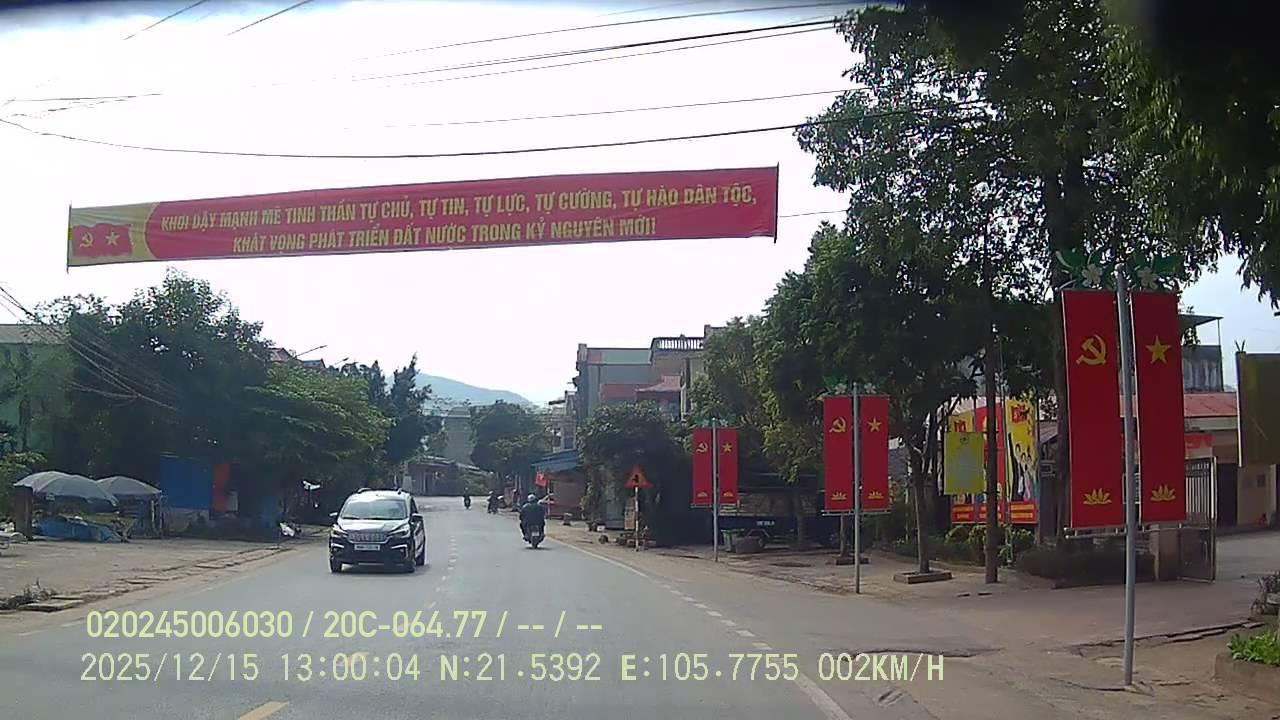 KHƠI DẬY MẠNH MẼ TINH THẦN TỰ CHỦ, TỰ TIN, TỰ LỰC, TỰ CƯỜNG, TỰ HÀO DÂN TỘC,
KHÁT VỌNG PHÁT TRIỂN ĐẤT NƯỚC TRONG KỶ NGUYÊN MỚI!
020245006030 / 20C-064.77 / -- / --
2025/12/15 13:00:04 N:21.5392 E:105.7755 002KM/H